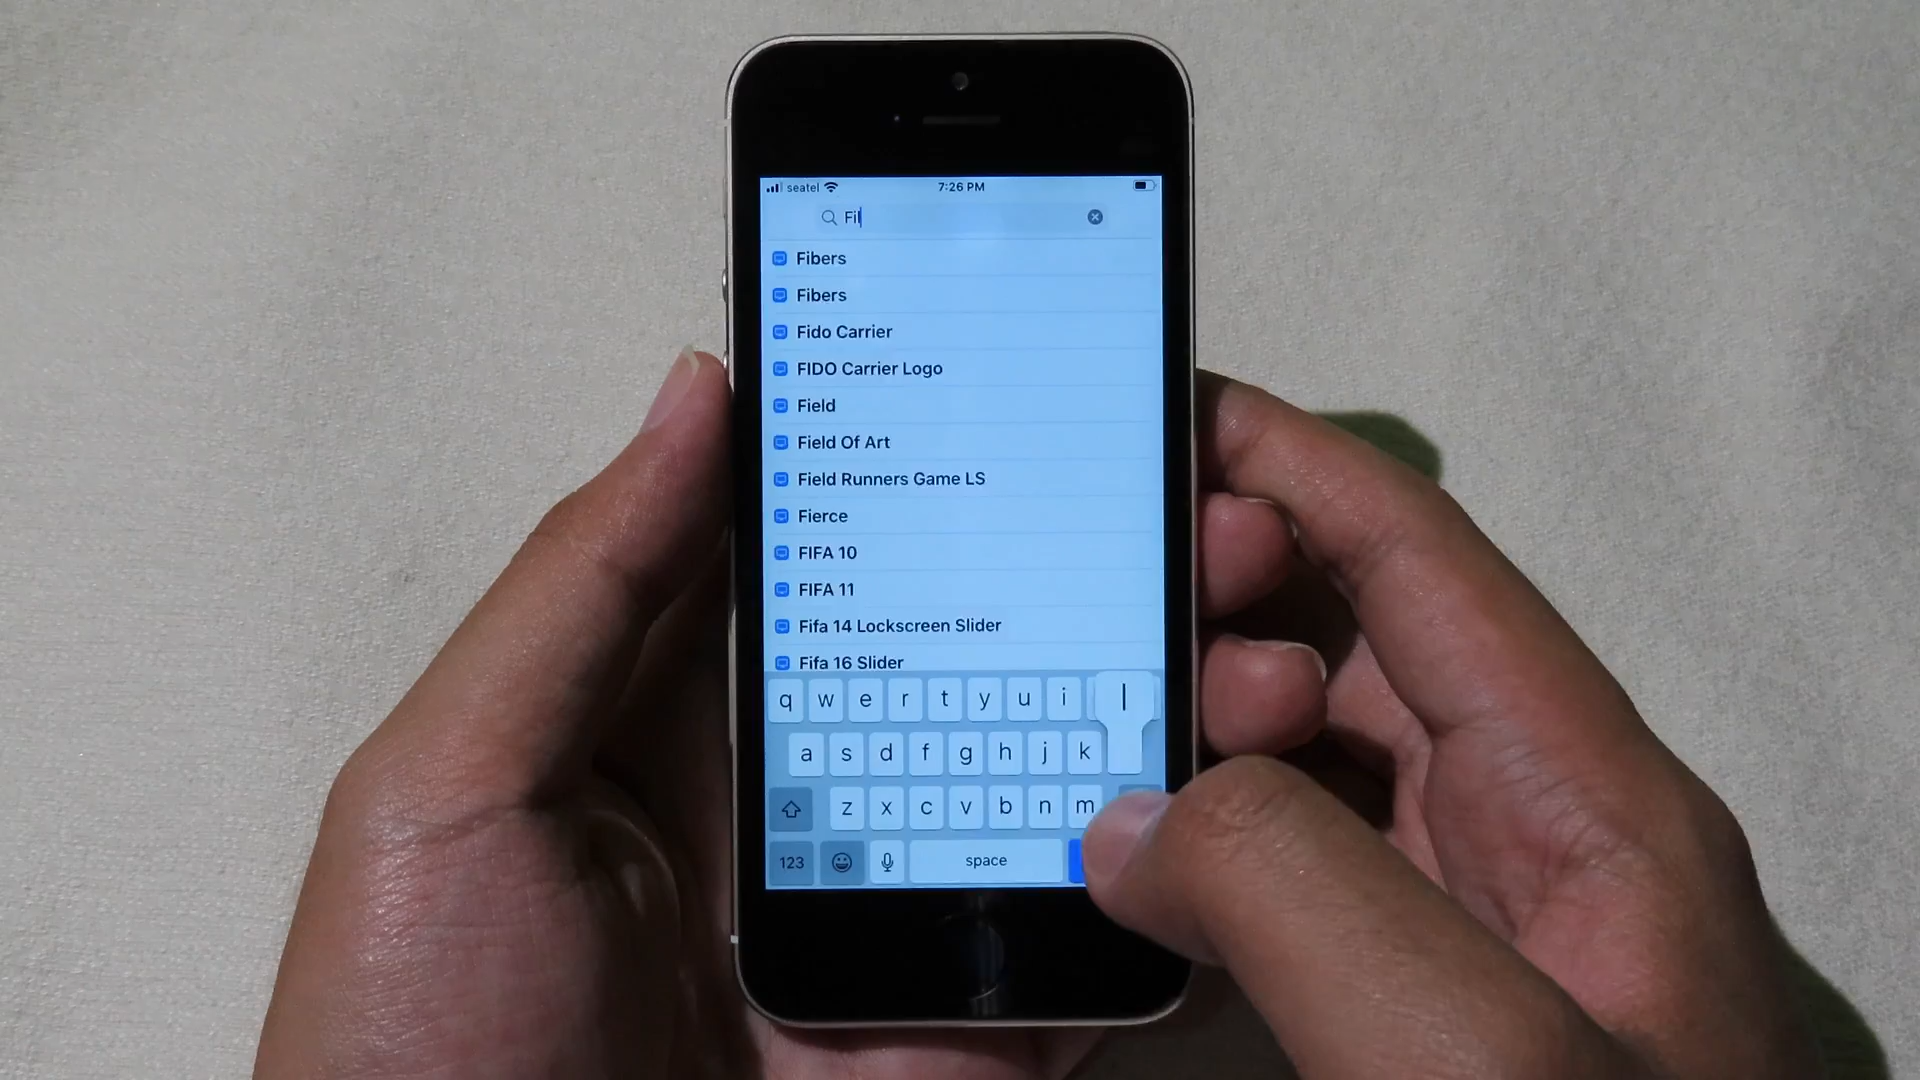 seatel 7:26 PM
Fil
Fibers
Fibers
Fido Carrier
FIDO Carrier Logo
Field
Field Of Art
Field Runners Game LS
Fierce
FIFA 10
FIFA 11
Fifa 14 Lockscreen Slider
Fifa 16 Slider
q w e r t y u i
a s d f g h j k l
z x c v b n m
123 space